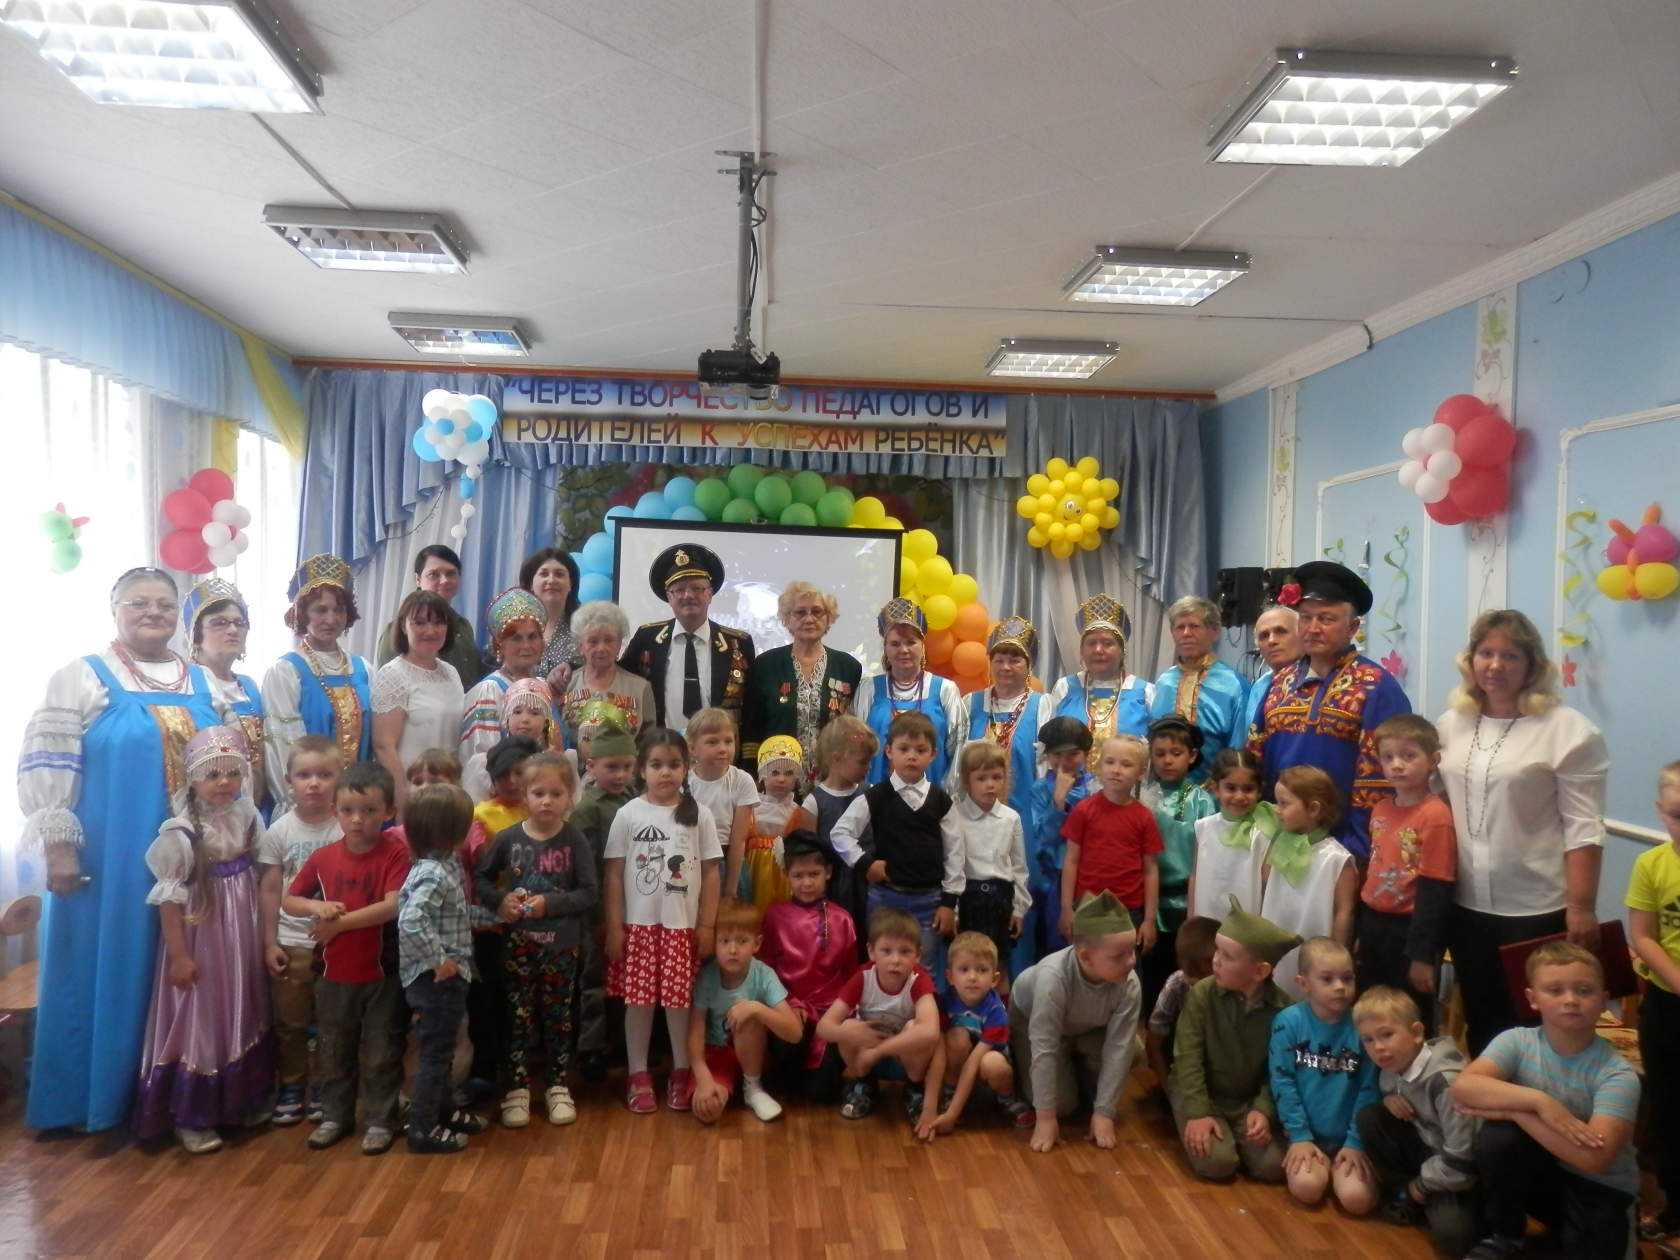 "ЧЕРЕЗ ТВОРЧЕСТВО ПЕДАГОГОВ И
РОДИТЕЛЕЙ К УСПЕХАМ РЕБЁНКА"